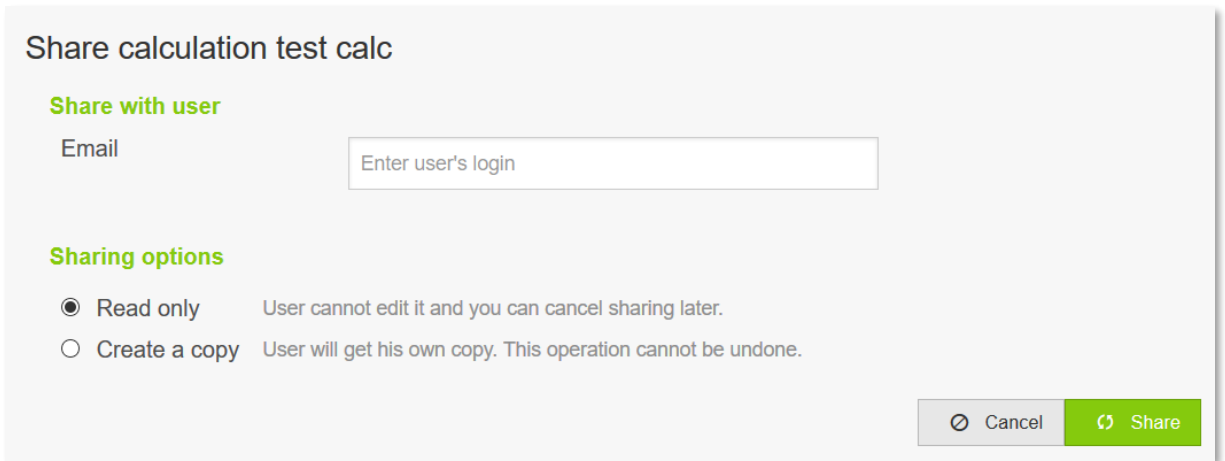 Share calculation test calc
Share with user
Email
Enter user's login
Sharing options
Read only User cannot edit it and you can cancel sharing later.
Create a copy User will get his own copy. This operation cannot be undone.
Cancel Share